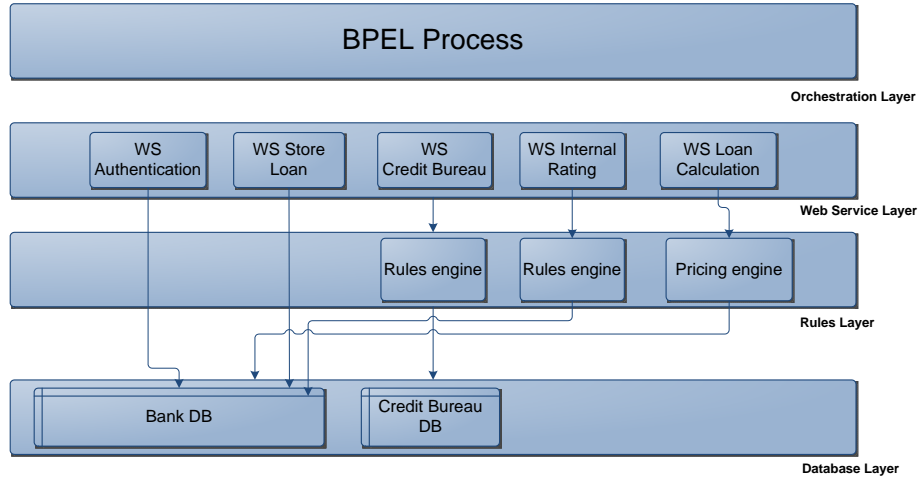 BPEL Process
Orchestration Layer
WS
Authentication
WS Store
Loan
WS
Credit Bureau
WS Internal
Rating
WS Loan
Calculation
Web Service Layer
Rules engine
Rules engine
Pricing engine
Rules Layer
Bank DB
Credit Bureau
DB
Database Layer